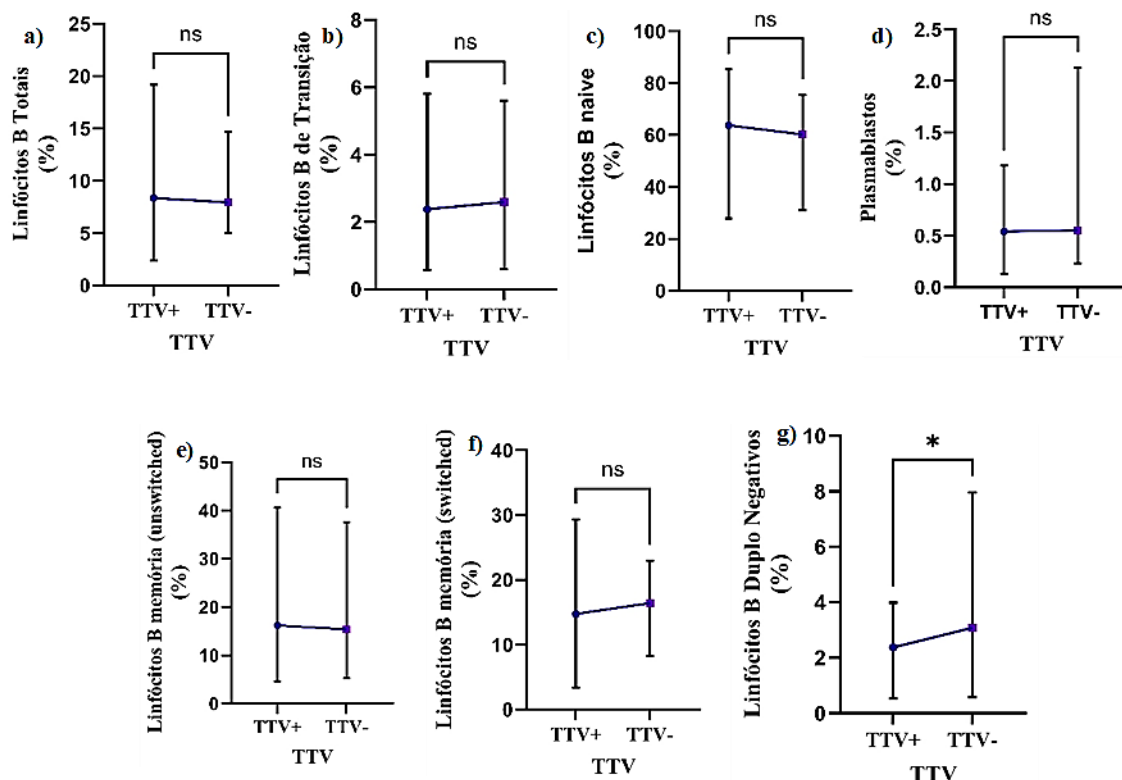 a)
Linfócitos B Totais
(%)
25
20
15
10
5
0
ns
TTV+ TTV-
TTV
b)
Linfócitos B de Transição
(%)
8
6
4
2
0
ns
TTV+ TTV-
TTV
c)
Linfócitos B naive
(%)
100
80
60
40
20
0
ns
TTV+ TTV-
TTV
d)
Plasmablastos
(%)
2.5
2.0
1.5
1.0
0.5
0.0
ns
TTV+ TTV-
TTV
e)
Linfócitos B memória (unswitched)
(%)
50
40
30
20
10
0
ns
TTV+ TTV-
TTV
f)
Linfócitos B memória (switched)
(%)
40
30
20
10
0
ns
TTV+ TTV-
TTV
g)
Linfócitos B Duplo Negativos
(%)
10
8
6
4
2
0
*
TTV+ TTV-
TTV